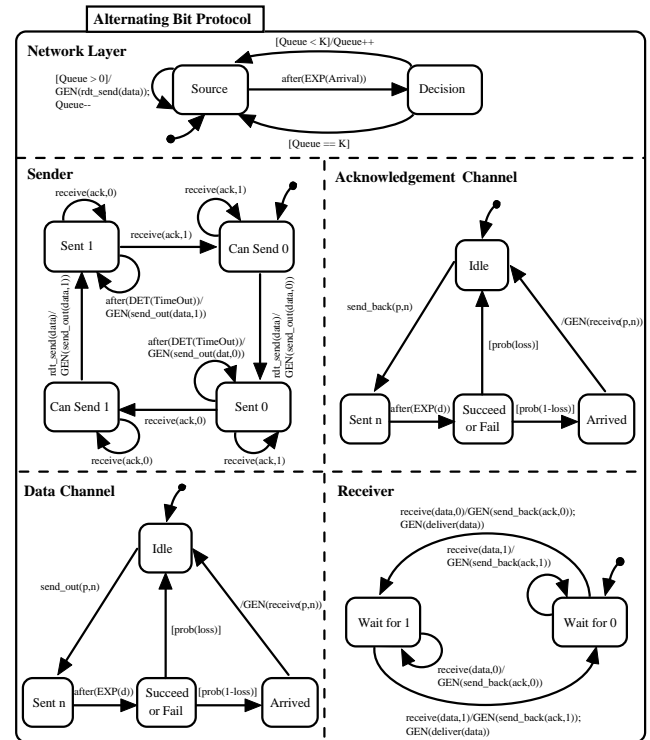 Alternating Bit Protocol
Network Layer
[Queue < K]/Queue++
[Queue > 0]/
GEN(rdt_send(data));
Queue--
Source
after(EXP(Arrival))
Decision
[Queue == K]
Sender
receive(ack,0)
receive(ack,1)
Sent 1
receive(ack,1)
Can Send 0
after(DET(TimeOut))/
GEN(send_out(data,1))
rdt_send(data)/
GEN(send_out(data,1))
rdt_send(data)/
GEN(send_out(data,0))
after(DET(TimeOut))/
GEN(send_out(dat,0))
Can Send 1
receive(ack,0)
Sent 0
receive(ack,0)
receive(ack,1)
Acknowledgement Channel
Idle
send_back(p,n)
/GEN(receive(p,n))
[prob(loss)]
Sent n
after(EXP(d))
Succeed
or Fail
[prob(1-loss)]
Arrived
Data Channel
Idle
send_out(p,n)
/GEN(receive(p,n))
[prob(loss)]
Sent n
after(EXP(d))
Succeed
or Fail
[prob(1-loss)]
Arrived
Receiver
receive(data,0)/GEN(send_back(ack,0));
GEN(deliver(data))
receive(data,1)/
GEN(send_back(ack,1))
Wait for 1
Wait for 0
receive(data,0)/
GEN(send_back(ack,0))
receive(data,1)/GEN(send_back(ack,1));
GEN(deliver(data))